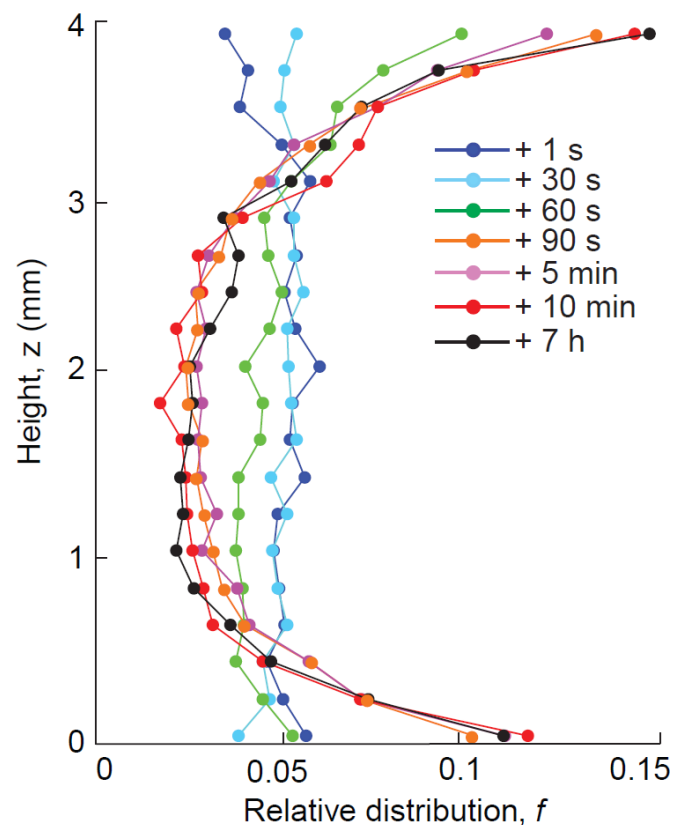 4
3
2
1
0
Height, z (mm)
+ 1 s
+ 30 s
+ 60 s
+ 90 s
+ 5 min
+ 10 min
+ 7 h
0 0.05 0.1 0.15
Relative distribution, f